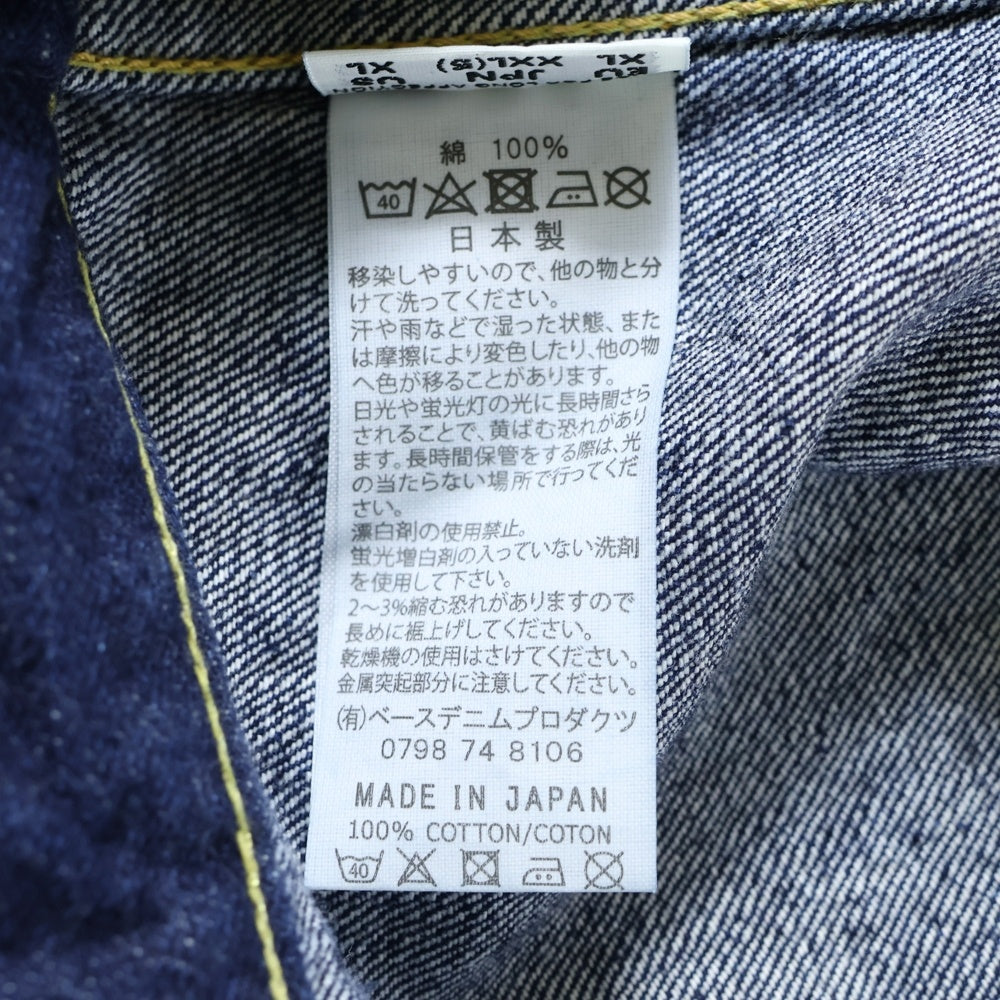 EU JPN US
XL XXL(S) XL
綿 100%
40
日本製
移染しやすいので、他の物と分
けて洗ってください。
汗や雨などで湿った状態、また
は摩擦により変色したり、他の物
へ色が移ることがあります。
日光や蛍光灯の光に長時間さら
されることで、黄ばむ恐れがあり
ます。長時間保管をする際は、光
の当たらない場所で行ってくだ
さい。
漂白剤の使用禁止。
蛍光増白剤の入っていない洗剤
を使用して下さい。
2～3%縮む恐れがありますので
長めに裾上げしてください。
乾燥機の使用はさけてください。
金属突起部分に注意してください。
(有)ベースデニムプロダクツ
0798 74 8106
MADE IN JAPAN
100% COTTON/COTON
40